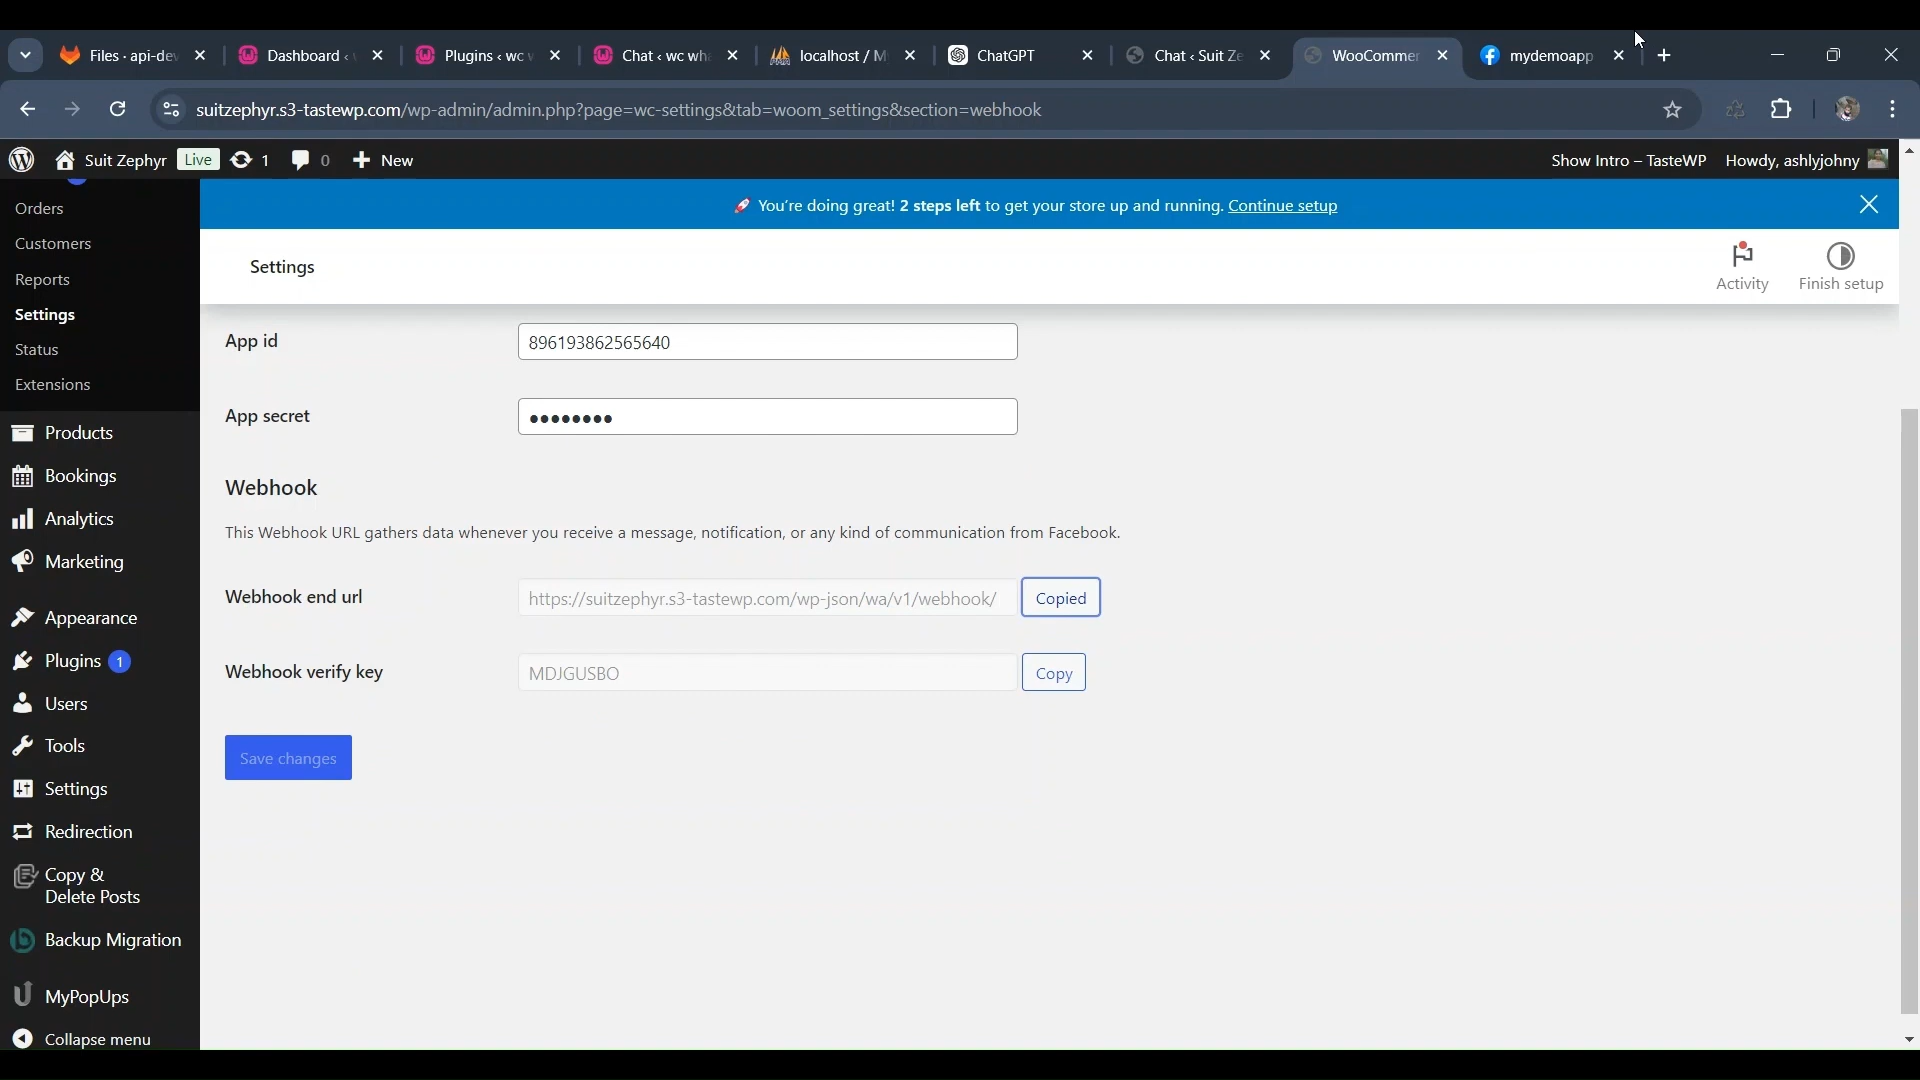 Files · api-dev
Dashboard ‹
Plugins ‹ wc
Chat ‹ wc wh
localhost / M
ChatGPT
Chat ‹ Suit Ze
WooCommer
mydemoapp
suitzephyr.s3-tastewp.com/wp-admin/admin.php?page=wc-settings&tab=woom_settings&section=webhook
Suit Zephyr
Live
1
0
New
Show Intro – TasteWP
Howdy, ashlyjohny
🚀 You're doing great! 2 steps left to get your store up and running. Continue setup
Settings
Activity
Finish setup
Orders
Customers
Reports
Settings
Status
Extensions
Products
Bookings
Analytics
Marketing
Appearance
Plugins 1
Users
Tools
Settings
Redirection
Copy &
Delete Posts
Backup Migration
MyPopUps
Collapse menu
App id
896193862565640
App secret
••••••••
Webhook
This Webhook URL gathers data whenever you receive a message, notification, or any kind of communication from Facebook.
Webhook end url
https://suitzephyr.s3-tastewp.com/wp-json/wa/v1/webhook/
Copied
Webhook verify key
MDJGUSBO
Copy
Save changes